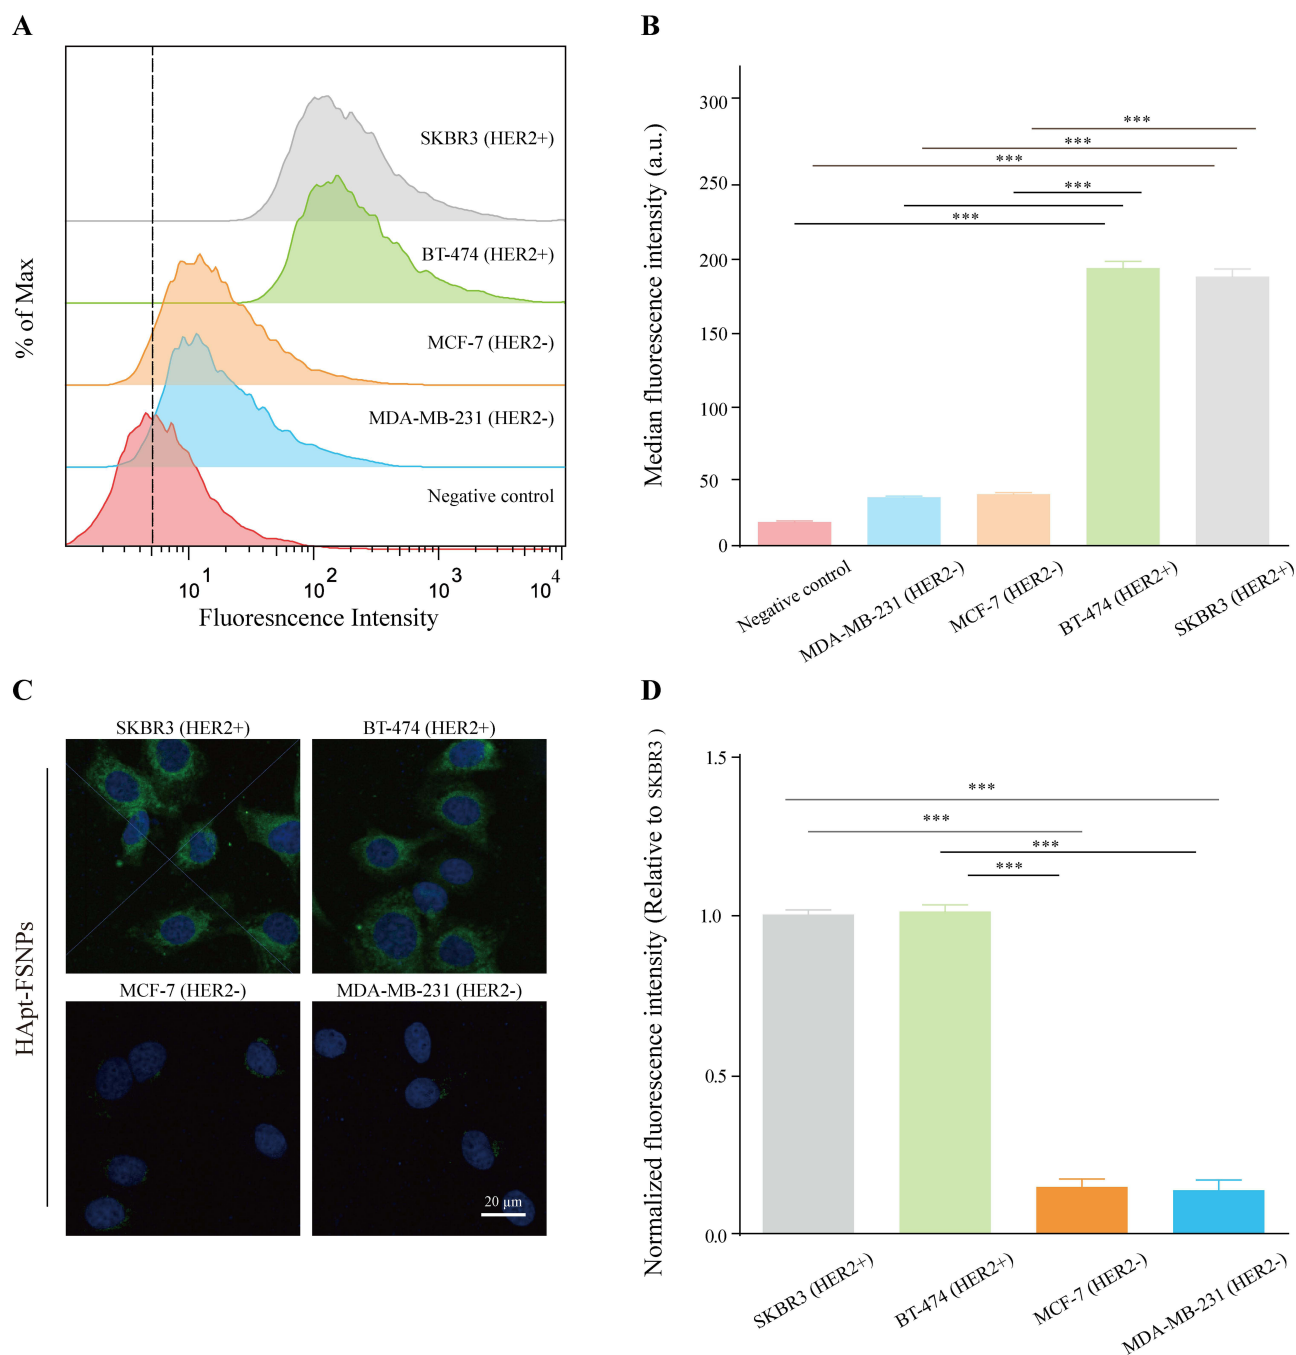 A
SKBR3 (HER2+)
BT-474 (HER2+)
MCF-7 (HER2-)
MDA-MB-231 (HER2-)
Negative control
% of Max
10^1
10^2
10^3
10^4
Fluoresncence Intensity
B
Median fluorescence intensity (a.u.)
300
250
200
150
100
50
0
***
***
***
***
***
Negative control
MDA-MB-231 (HER2-)
MCF-7 (HER2-)
BT-474 (HER2+)
SKBR3 (HER2+)
C
HApt-FSNPs
SKBR3 (HER2+)
BT-474 (HER2+)
MCF-7 (HER2-)
MDA-MB-231 (HER2-)
20 μm
D
Normalized fluorescence intensity (Relative to SKBR3 )
1.5
1.0
0.5
0.0
***
***
***
***
SKBR3 (HER2+)
BT-474 (HER2+)
MCF-7 (HER2-)
MDA-MB-231 (HER2-)